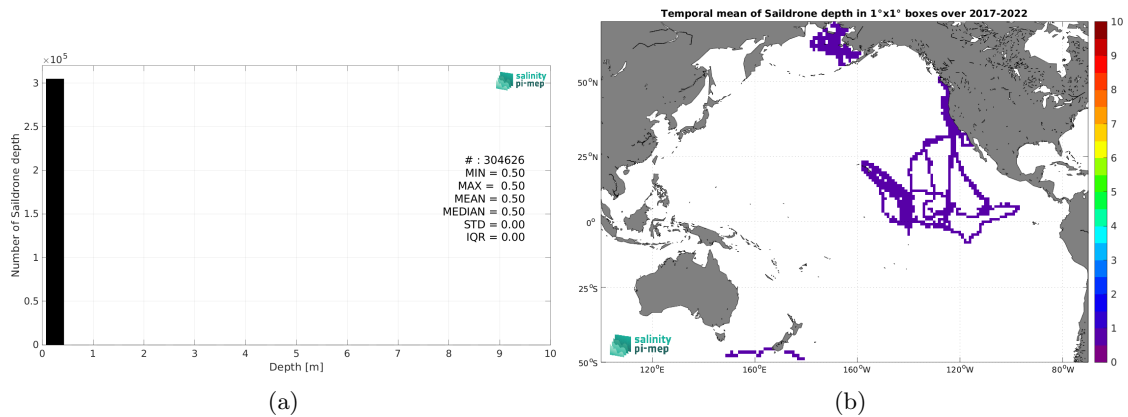 ×10^5
3
2.5
2
1.5
1
0.5
0
Number of Saildrone depth
0 1 2 3 4 5 6 7 8 9 10
Depth [m]
salinity
pi-mep
# : 304626
MIN = 0.50
MAX = 0.50
MEAN = 0.50
MEDIAN = 0.50
STD = 0.00
IQR = 0.00
(a)
Temporal mean of Saildrone depth in 1°x1° boxes over 2017-2022
50°N
25°N
0°
25°S
50°S
120°E 160°E 160°W 120°W 80°W
salinity
pi-mep
10
9
8
7
6
5
4
3
2
1
0
(b)